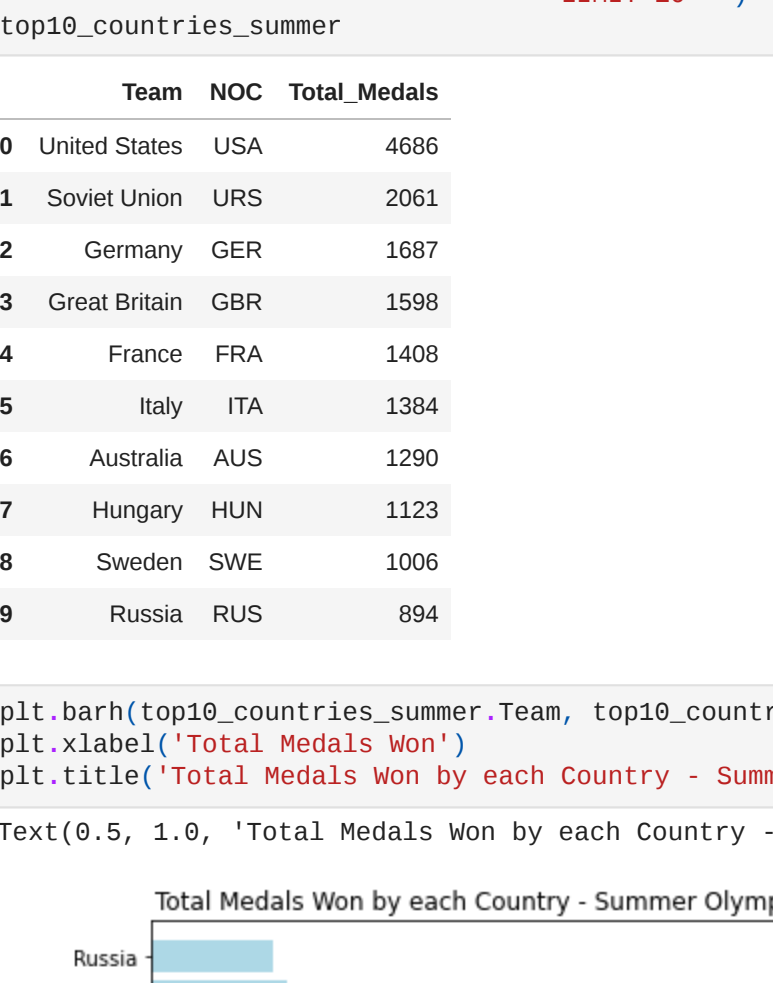 top10_countries_summer
Team NOC Total_Medals
0 United States USA 4686
1 Soviet Union URS 2061
2 Germany GER 1687
3 Great Britain GBR 1598
4 France FRA 1408
5 Italy ITA 1384
6 Australia AUS 1290
7 Hungary HUN 1123
8 Sweden SWE 1006
9 Russia RUS 894
plt.barh(top10_countries_summer.Team, top10_countr
plt.xlabel('Total Medals Won')
plt.title('Total Medals Won by each Country - Summ
Text(0.5, 1.0, 'Total Medals Won by each Country -
Total Medals Won by each Country - Summer Olymp
Russia